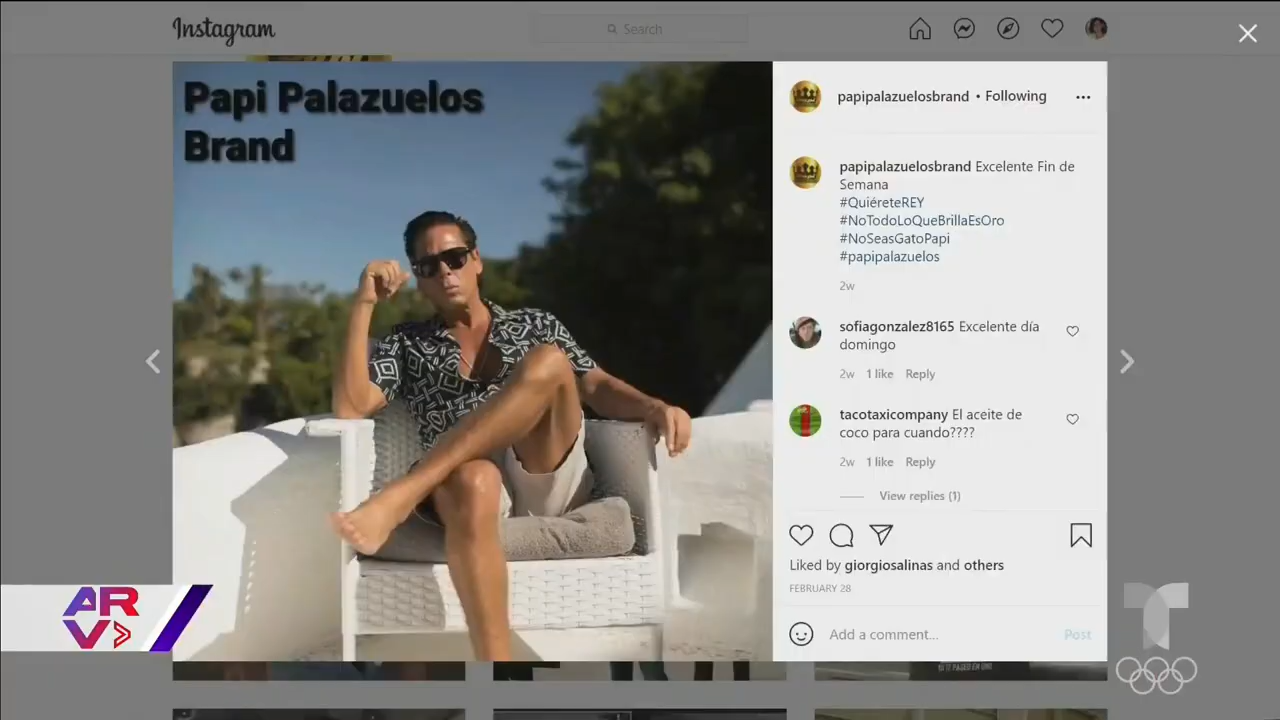 Instagram
Search
Papi Palazuelos
Brand
papipalazuelosbrand • Following
papipalazuelosbrand Excelente Fin de
Semana
#QuiéreteREY
#NoTodoLoQueBrillaEsOro
#NoSeasGatoPapi
#papipalazuelos
2w
sofiagonzalez8165 Excelente día
domingo
2w 1 like Reply
tacotaxicompany El aceite de
coco para cuando????
2w 1 like Reply
View replies (1)
Liked by giorgiosalinas and others
FEBRUARY 28
Add a comment...
Post
ARV
T